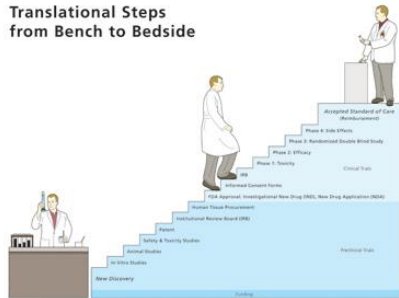 Translational Steps
from Bench to Bedside
Accepted Standard of Care
(Reimbursement)
Phase 4: Side Effects
Phase 3: Randomized Double Blind Study
Phase 2: Efficacy
Phase 1: Toxicity
Clinical Trials
IRB
Informed Consent Forms
FDA Approval: Investigational New Drug (IND), New Drug Application (NDA)
Human Tissue Procurement
Institutional Review Board (IRB)
Patent
Safety & Toxicity Studies
Preclinical Trials
Animal Studies
In-Vitro Studies
New Discovery
Funding